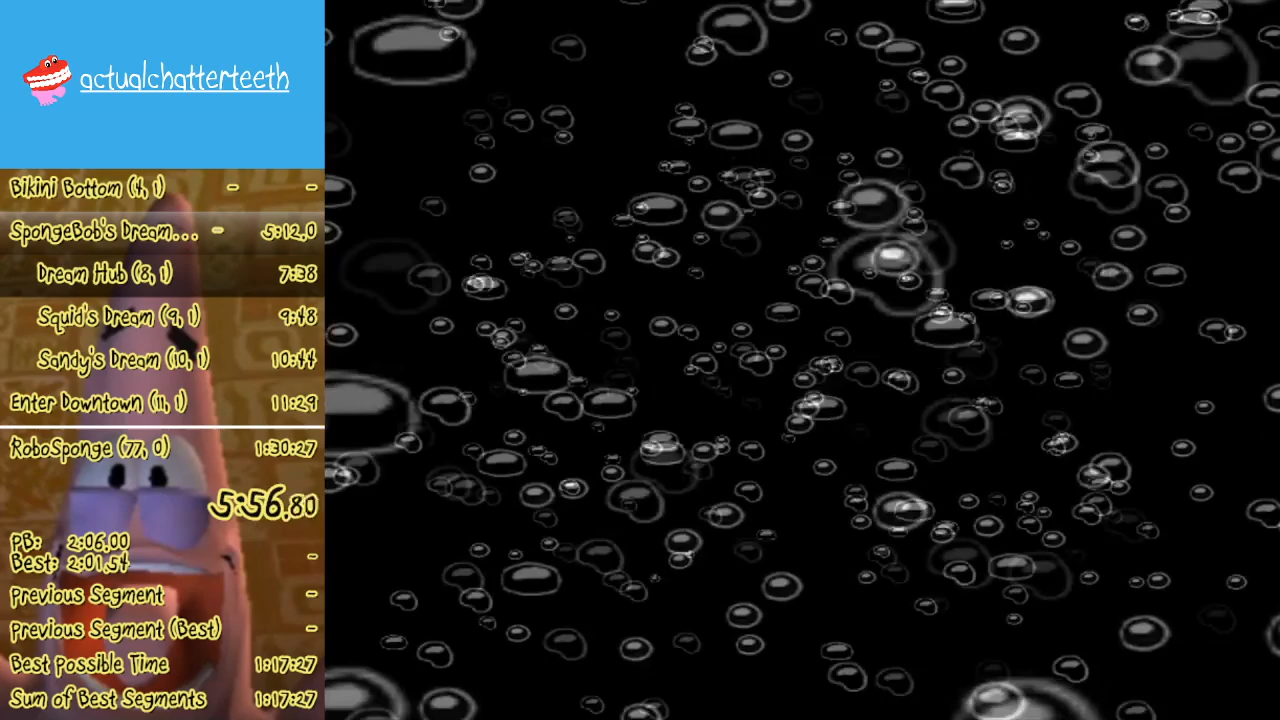 actualchatterteeth
Bikini Bottom (4, 1) - -
SpongeBob's Dream... - 5:12.0
Dream Hub (8, 1) 7:38
Squid's Dream (9, 1) 9:48
Sandy's Dream (10, 1) 10:44
Enter Downtown (11, 1) 11:29
RoboSponge (77, 0) 1:30:27
5:56.80
PB: 2:06.00
Best: 2:01.54 -
Previous Segment -
Previous Segment (Best) -
Best Possible Time 1:17:27
Sum of Best Segments 1:17:27